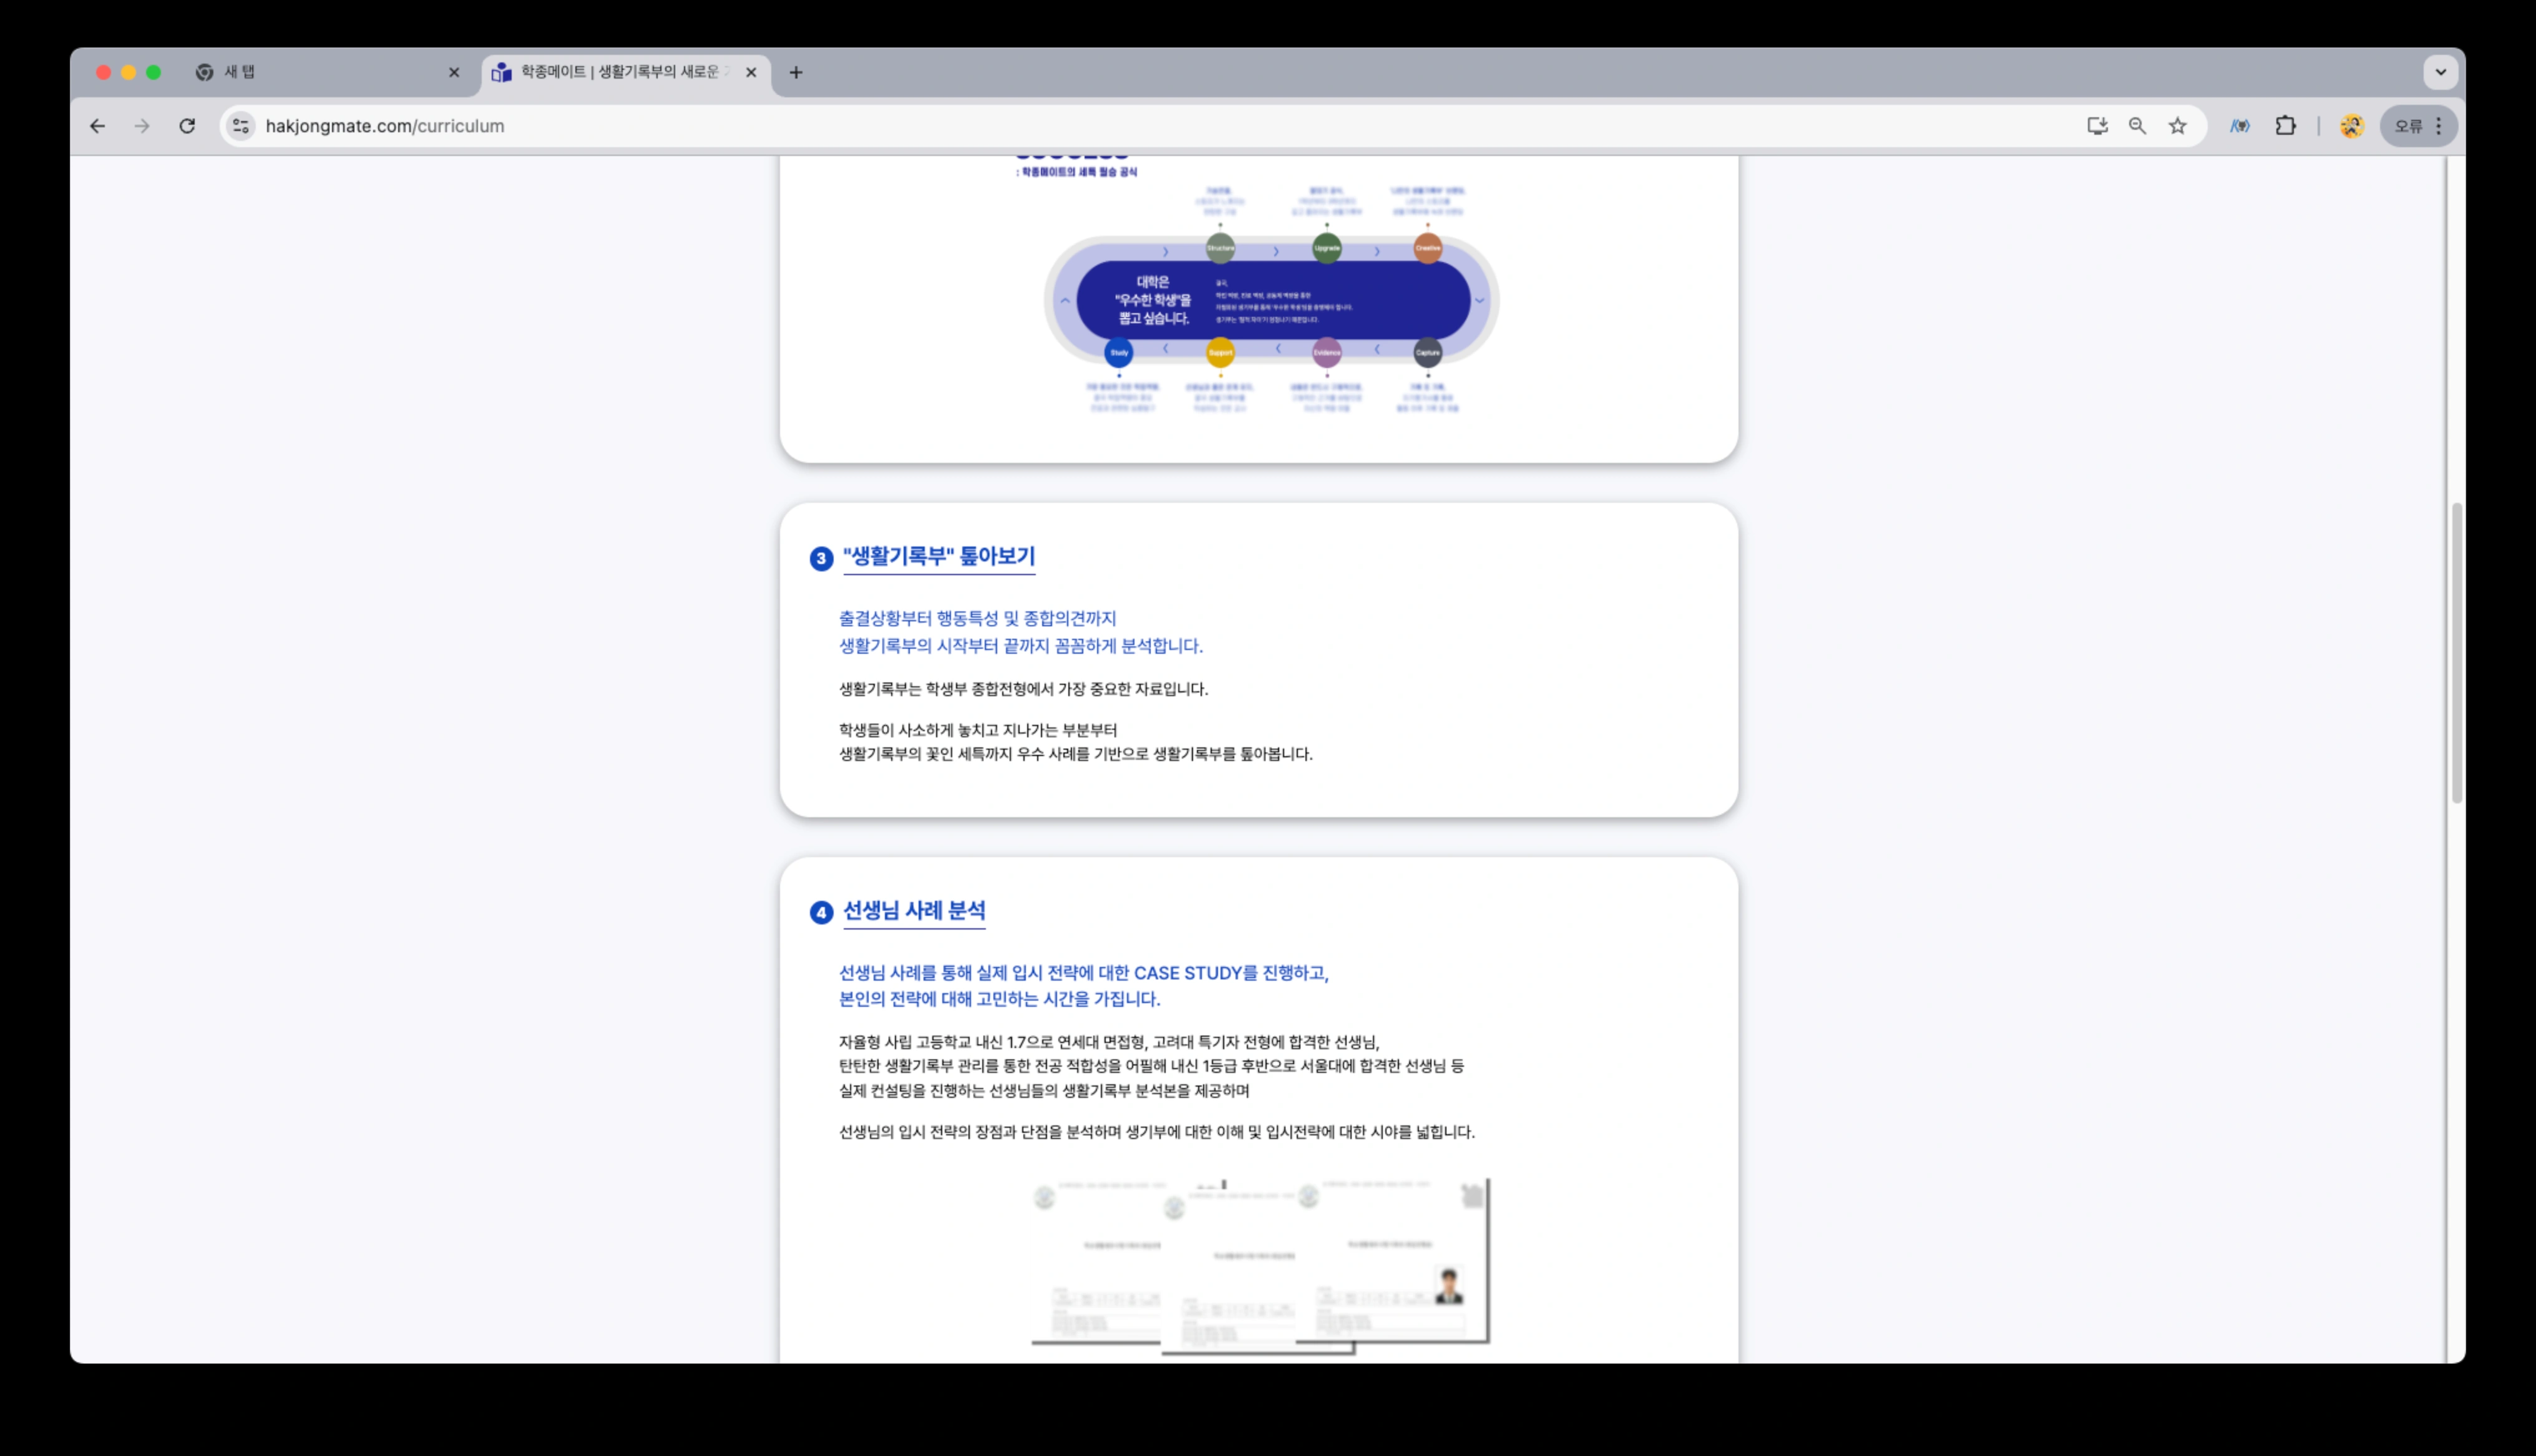 새 탭
학종메이트 | 생활기록부의 새로운
hakjongmate.com/curriculum
오류
: 학종메이트의 세특 필승 공식
Structure
Upgrade
Creative
대학은
"우수한 학생"을
뽑고 싶습니다.
결국,
학업 역량, 진로 역량, 공동체 역량을 통한
Study
Support
Evidence
Capture
3 "생활기록부" 톺아보기
출결상황부터 행동특성 및 종합의견까지
생활기록부의 시작부터 끝까지 꼼꼼하게 분석합니다.
생활기록부는 학생부 종합전형에서 가장 중요한 자료입니다.
학생들이 사소하게 놓치고 지나가는 부분부터
생활기록부의 꽃인 세특까지 우수 사례를 기반으로 생활기록부를 톺아봅니다.
4 선생님 사례 분석
선생님 사례를 통해 실제 입시 전략에 대한 CASE STUDY를 진행하고,
본인의 전략에 대해 고민하는 시간을 가집니다.
자율형 사립 고등학교 내신 1.7으로 연세대 면접형, 고려대 특기자 전형에 합격한 선생님,
탄탄한 생활기록부 관리를 통한 전공 적합성을 어필해 내신 1등급 후반으로 서울대에 합격한 선생님 등
실제 컨설팅을 진행하는 선생님들의 생활기록부 분석본을 제공하며
선생님의 입시 전략의 장점과 단점을 분석하며 생기부에 대한 이해 및 입시전략에 대한 시야를 넓힙니다.